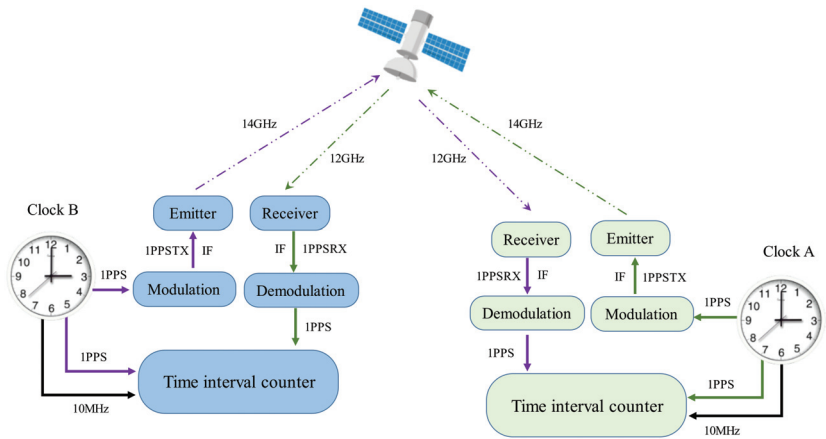 14GHz
14GHz
12GHz
12GHz
Clock B
Emitter
Receiver
1PPSTX IF
IF 1PPSRX
12
11
1
10
2
9
3
8
4
7
5
6
1PPS
Modulation
Demodulation
1PPS
1PPS
Time interval counter
10MHz
Receiver
Emitter
Clock A
1PPSRX IF
IF 1PPSTX
12
11
1
10
2
9
3
8
4
7
5
6
1PPS
Demodulation
Modulation
1PPS
1PPS
Time interval counter
10MHz